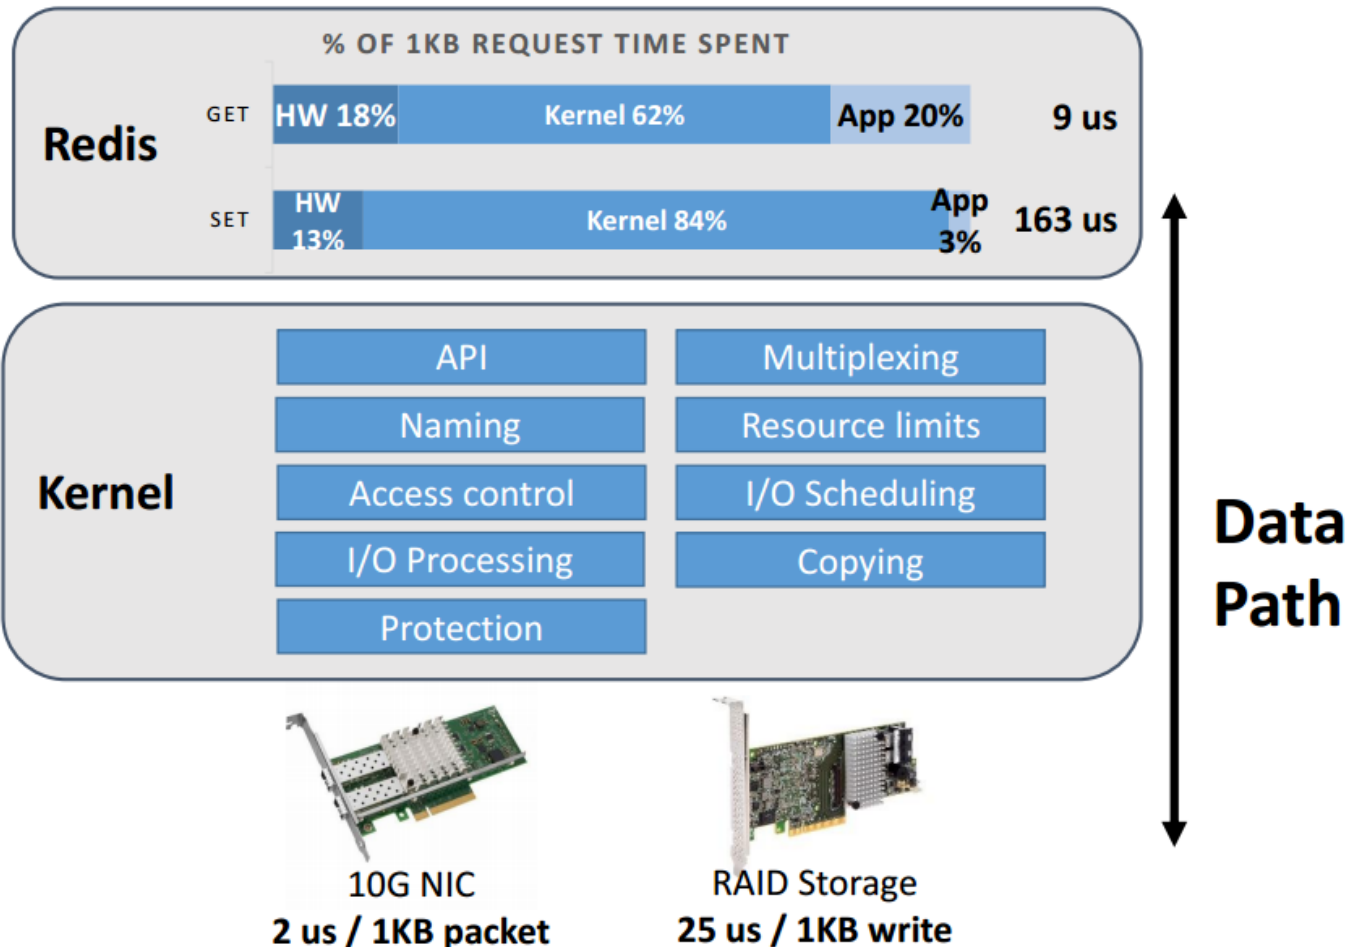 % OF 1KB REQUEST TIME SPENT
Redis
GET
HW 18%
Kernel 62%
App 20%
9 us
SET
HW
13%
Kernel 84%
App
3%
163 us
Kernel
API
Multiplexing
Naming
Resource limits
Access control
I/O Scheduling
I/O Processing
Copying
Protection
Data
Path
10G NIC
2 us / 1KB packet
RAID Storage
25 us / 1KB write